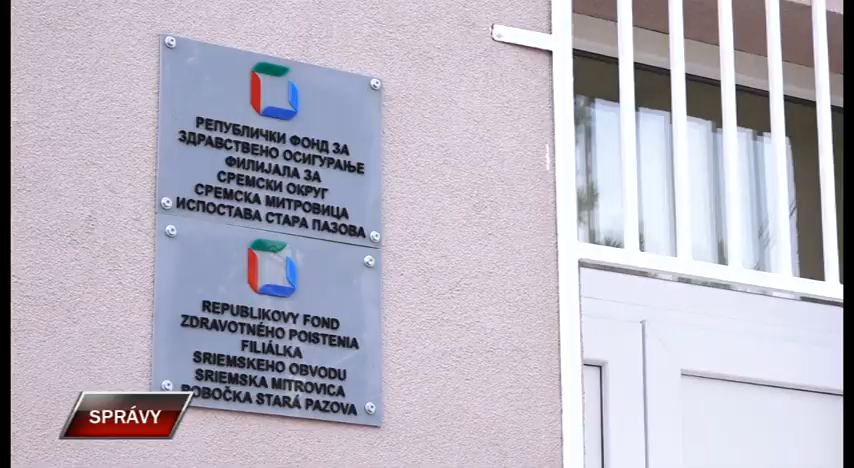 РЕПУБЛИЧКИ ФОНД ЗА
ЗДРАВСТВЕНО ОСИГУРАЊЕ
ФИЛИЈАЛА ЗА
СРЕМСКИ ОКРУГ
СРЕМСКА МИТРОВИЦА
ИСПОСТАВА СТАРА ПАЗОВА
REPUBLIKOVY FOND
ZDRAVOTNÉHO POISTENIA
FILIÁLKA
SRIEMSKEHO OBVODU
SRIEMSKA MITROVICA
POBOČKA STARÁ PAZOVA
SPRÁVY